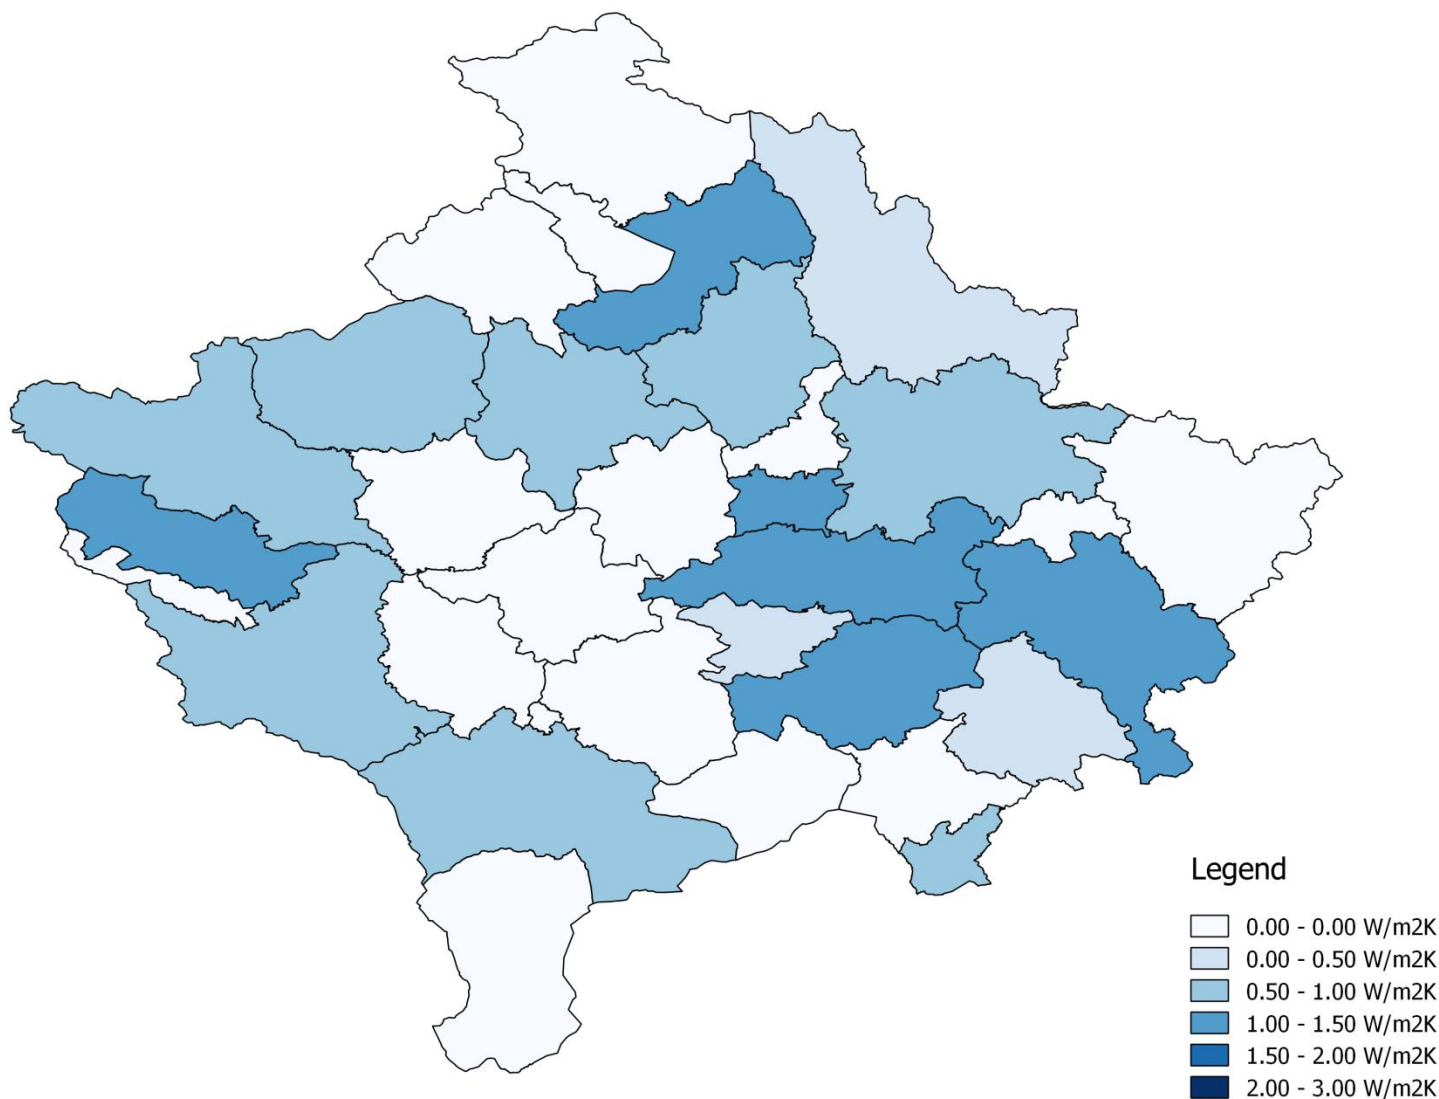 Legend
0.00 - 0.00 W/m2K
0.00 - 0.50 W/m2K
0.50 - 1.00 W/m2K
1.00 - 1.50 W/m2K
1.50 - 2.00 W/m2K
2.00 - 3.00 W/m2K